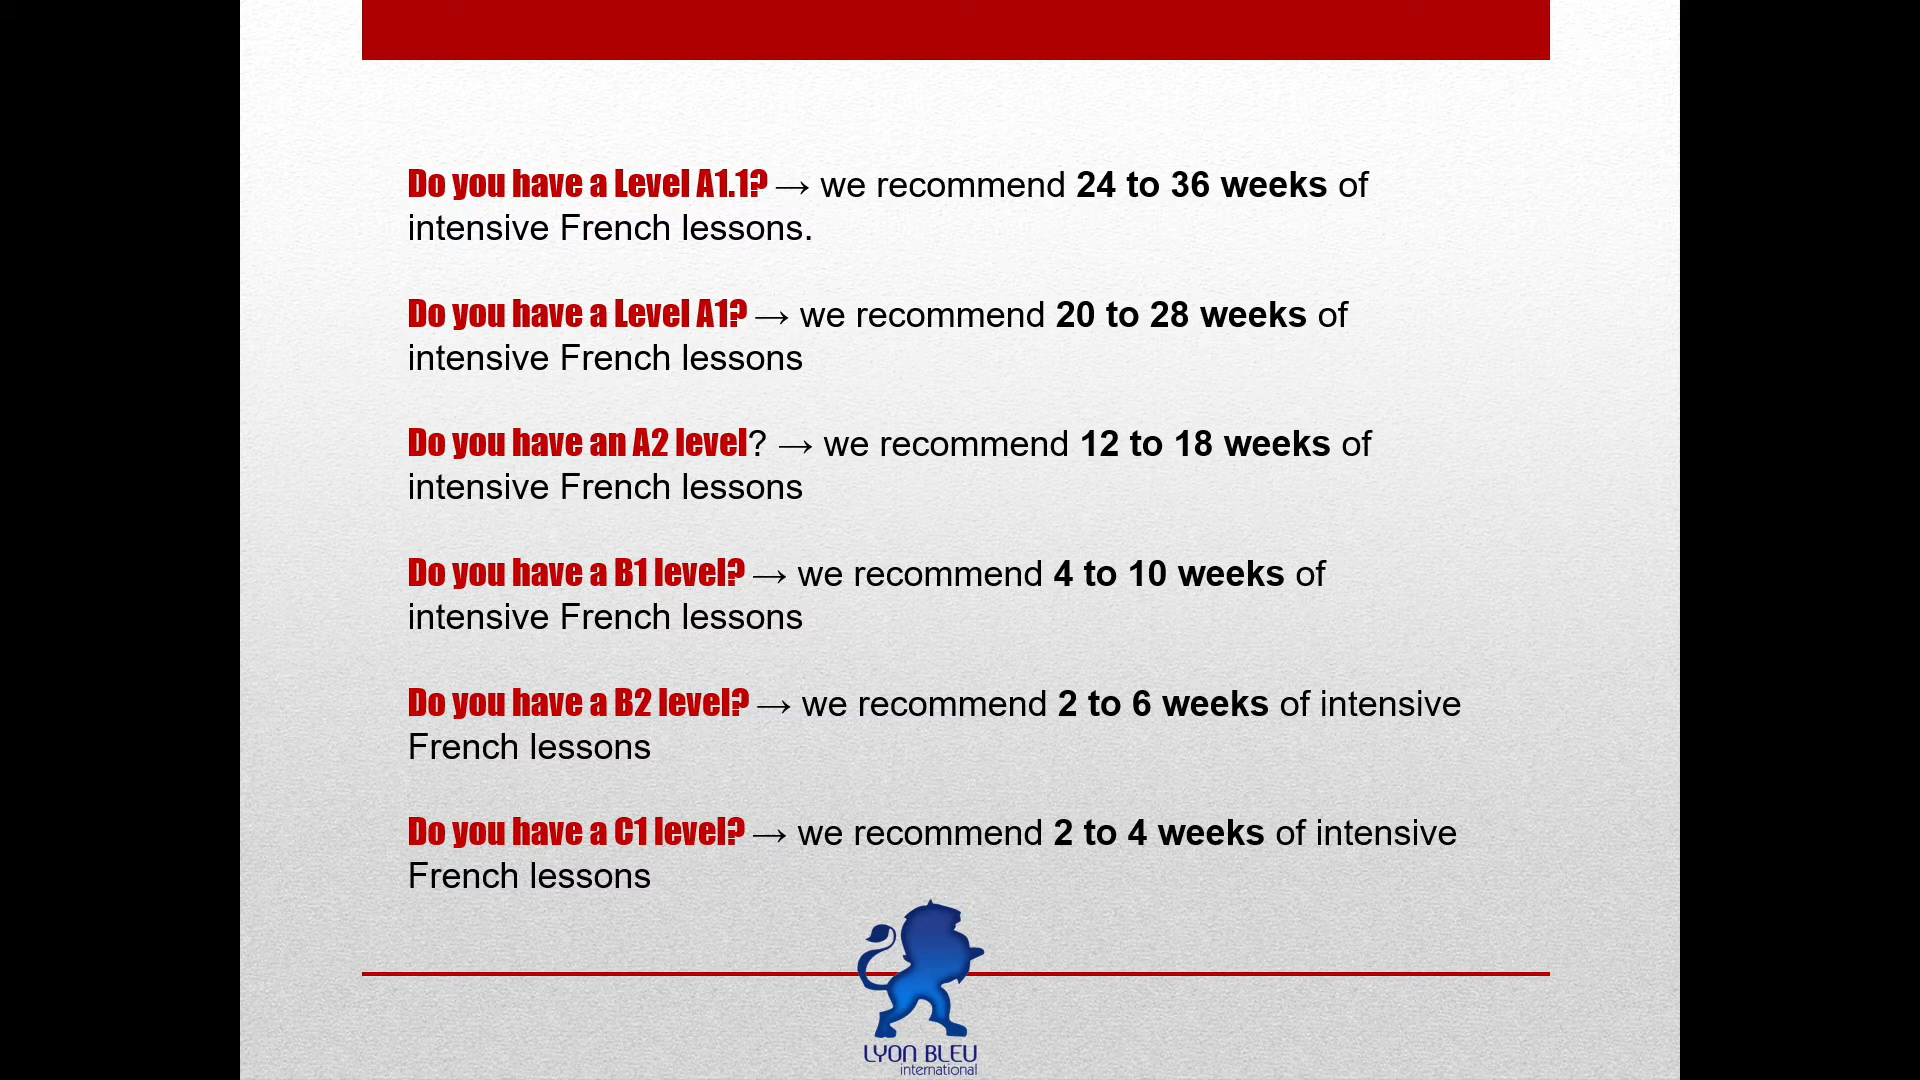 Do you have a Level A1.1? → we recommend 24 to 36 weeks of
intensive French lessons.
Do you have a Level A1? → we recommend 20 to 28 weeks of
intensive French lessons
Do you have an A2 level? → we recommend 12 to 18 weeks of
intensive French lessons
Do you have a B1 level? → we recommend 4 to 10 weeks of
intensive French lessons
Do you have a B2 level? → we recommend 2 to 6 weeks of intensive
French lessons
Do you have a C1 level? → we recommend 2 to 4 weeks of intensive
French lessons
LYON BLEU
international